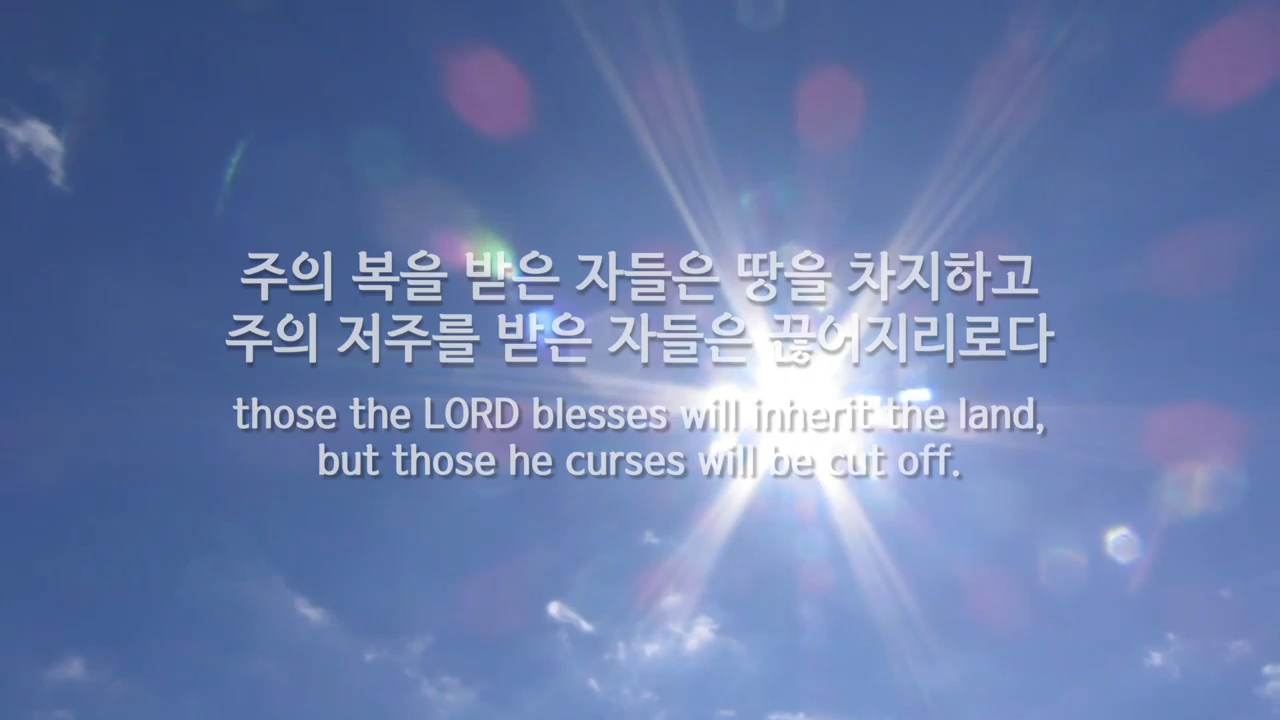 주의 복을 받은 자들은 땅을 차지하고
주의 저주를 받은 자들은 끊어지리로다
those the LORD blesses will inherit the land,
but those he curses will be cut off.